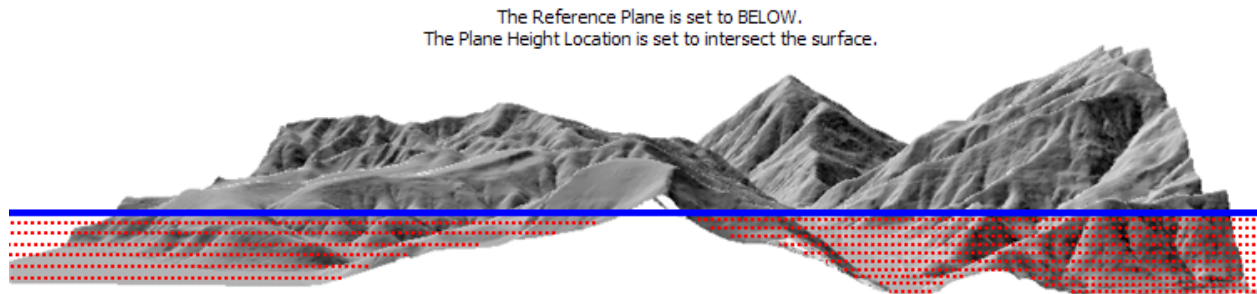 The Reference Plane is set to BELOW.
The Plane Height Location is set to intersect the surface.